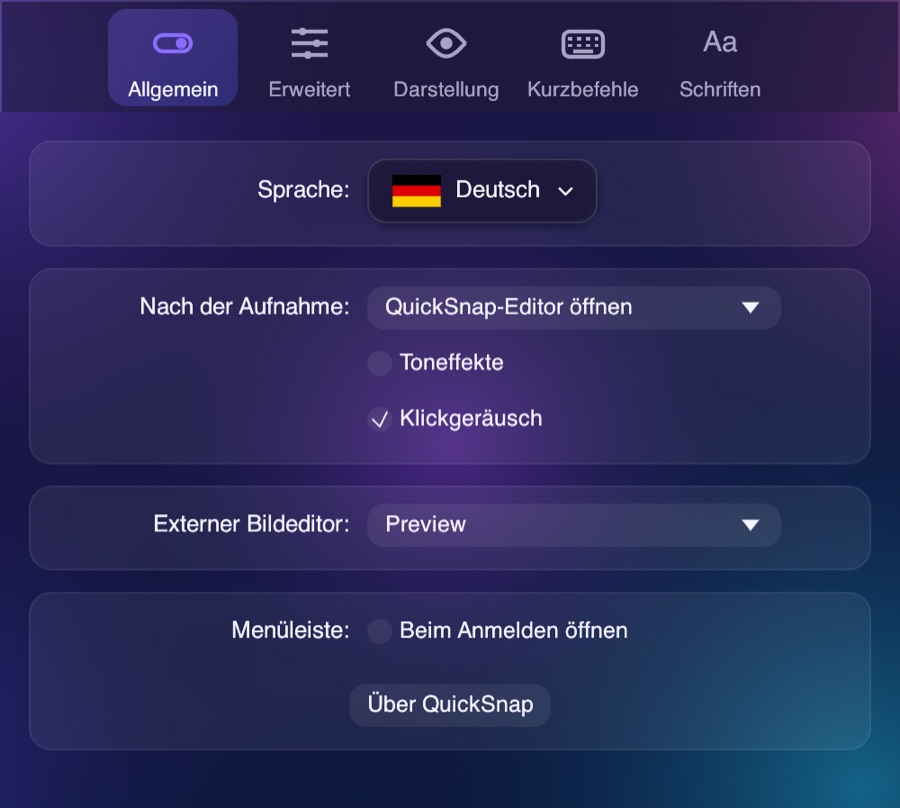 Allgemein Erweitert Darstellung Kurzbefehle Aa Schriften
Sprache: Deutsch
Nach der Aufnahme: QuickSnap-Editor öffnen
Toneffekte
Klickgeräusch
Externer Bildeditor: Preview
Menüleiste: Beim Anmelden öffnen
Über QuickSnap